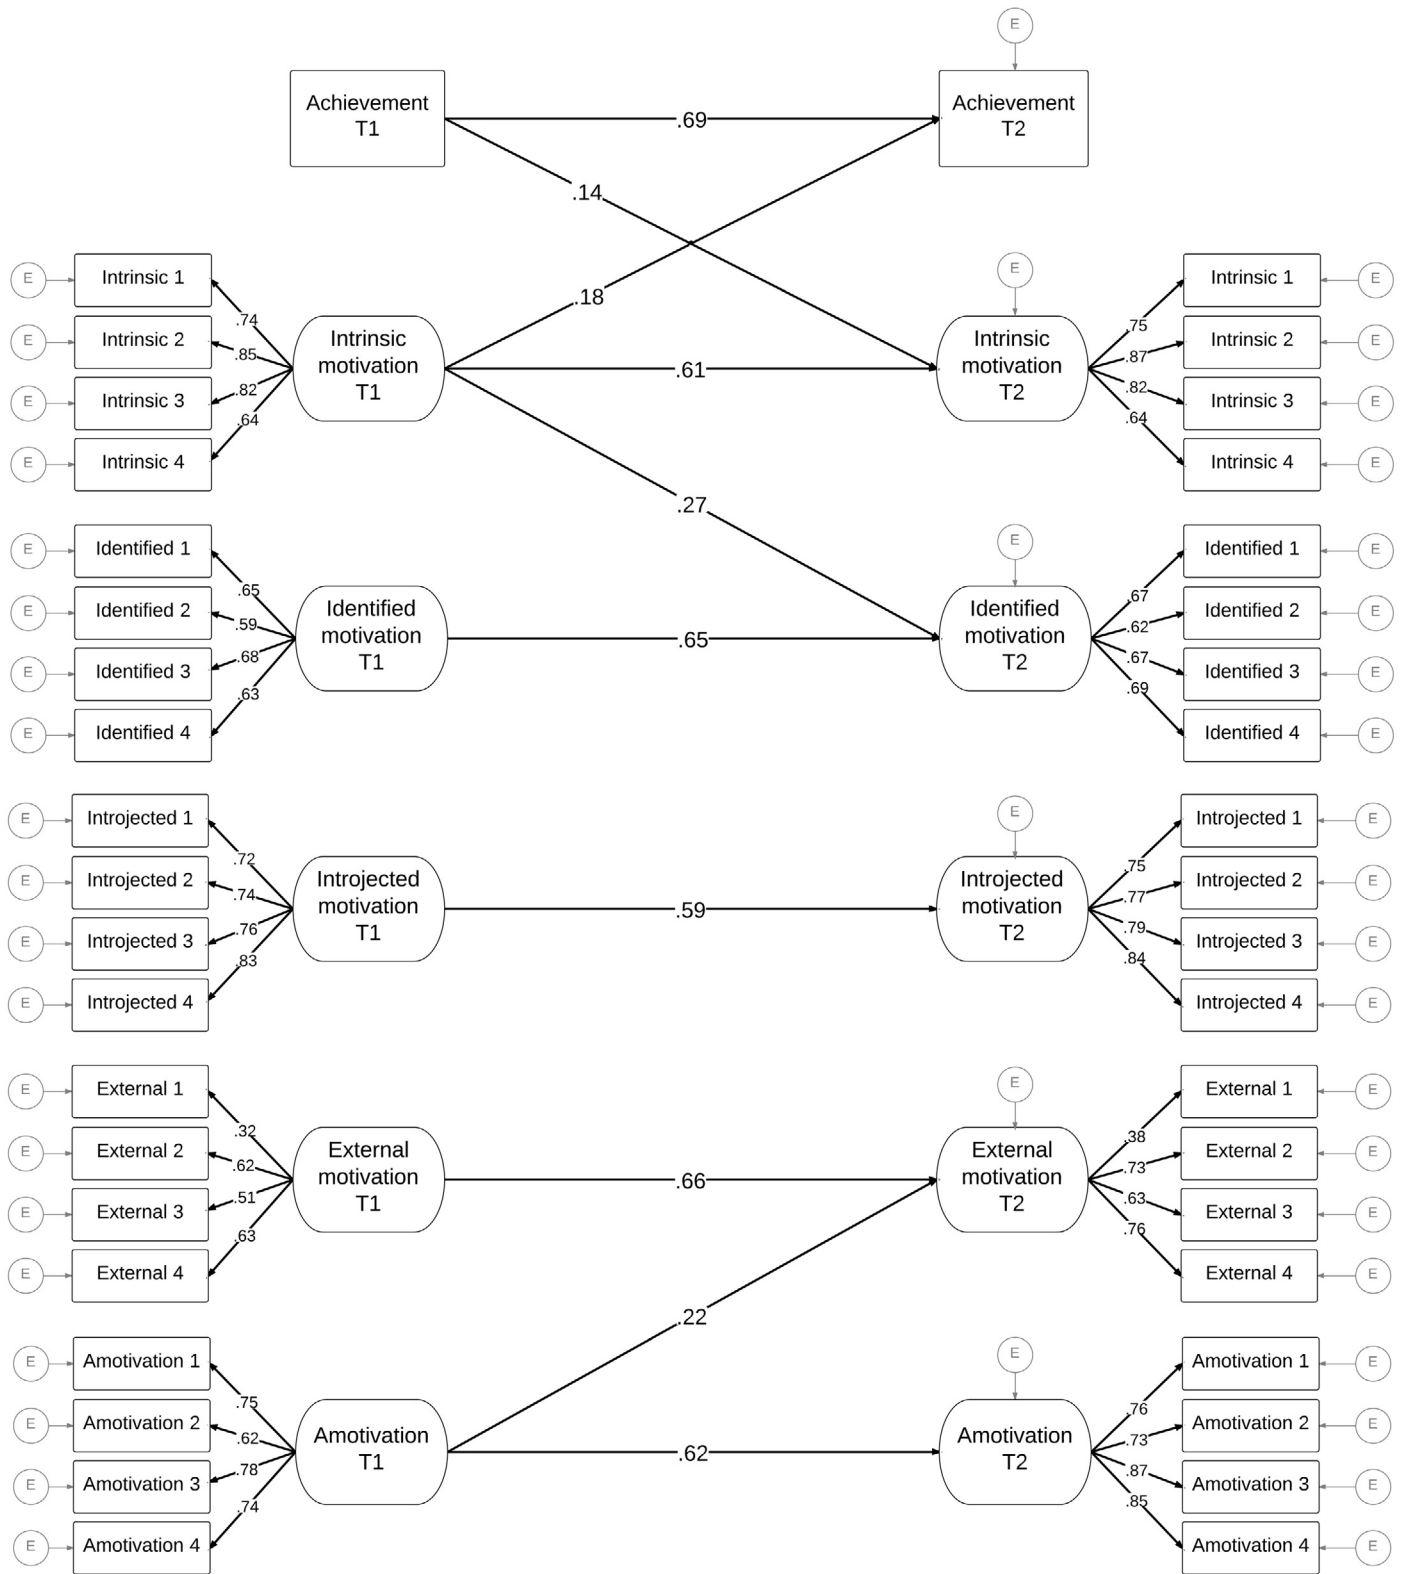 E
Achievement
T1
.69
Achievement
T2
.14
.18
E
Intrinsic 1
E
Intrinsic 2
E
Intrinsic 3
E
Intrinsic 4
.74
.85
.82
.64
Intrinsic
motivation
T1
.61
.27
E
Intrinsic
motivation
T2
.75
.87
.82
.64
Intrinsic 1
E
Intrinsic 2
E
Intrinsic 3
E
Intrinsic 4
E
E
Identified 1
E
Identified 2
E
Identified 3
E
Identified 4
.65
.59
.68
.63
Identified
motivation
T1
.65
E
Identified
motivation
T2
.67
.62
.67
.69
Identified 1
E
Identified 2
E
Identified 3
E
Identified 4
E
E
Introjected 1
E
Introjected 2
E
Introjected 3
E
Introjected 4
.72
.74
.76
.83
Introjected
motivation
T1
.59
E
Introjected
motivation
T2
.75
.77
.79
.84
Introjected 1
E
Introjected 2
E
Introjected 3
E
Introjected 4
E
E
External 1
E
External 2
E
External 3
E
External 4
.32
.62
.51
.63
External
motivation
T1
.66
E
External
motivation
T2
.38
.73
.63
.76
External 1
E
External 2
E
External 3
E
External 4
E
.22
E
Amotivation 1
E
Amotivation 2
E
Amotivation 3
E
Amotivation 4
.75
.62
.78
.74
Amotivation
T1
.62
E
Amotivation
T2
.76
.73
.87
.85
Amotivation 1
E
Amotivation 2
E
Amotivation 3
E
Amotivation 4
E